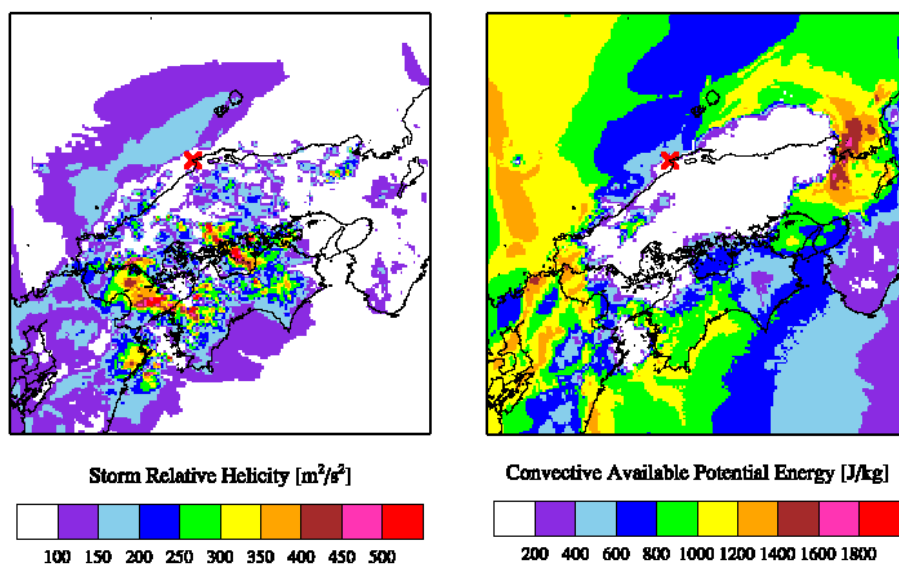 Storm Relative Helicity [m²/s²]
100 150 200 250 300 350 400 450 500
Convective Available Potential Energy [J/kg]
200 400 600 800 1000 1200 1400 1600 1800